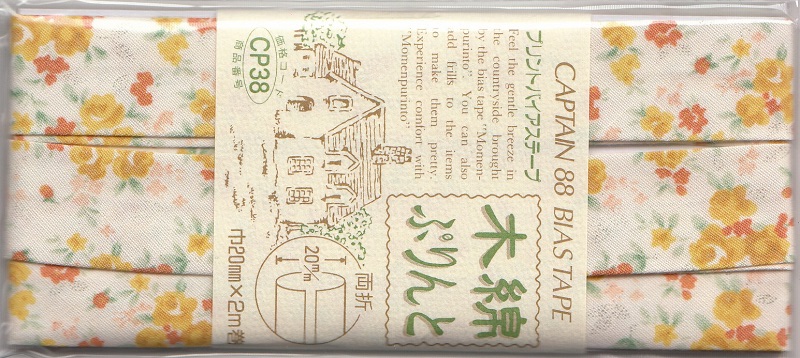 CAPTAIN 88 BIAS TAPE
プリントバイアステープ
Feel the gentle breeze in
the countryside brought
by the bias tape "Momen-
purinto" You can also
add frills to the items
to make them pretty.
Experience comfort with
"Momenpurinto"
木綿
ぷりんと
価格コード
CP38
商品番号
両折
20mm
巾20mm×2m巻